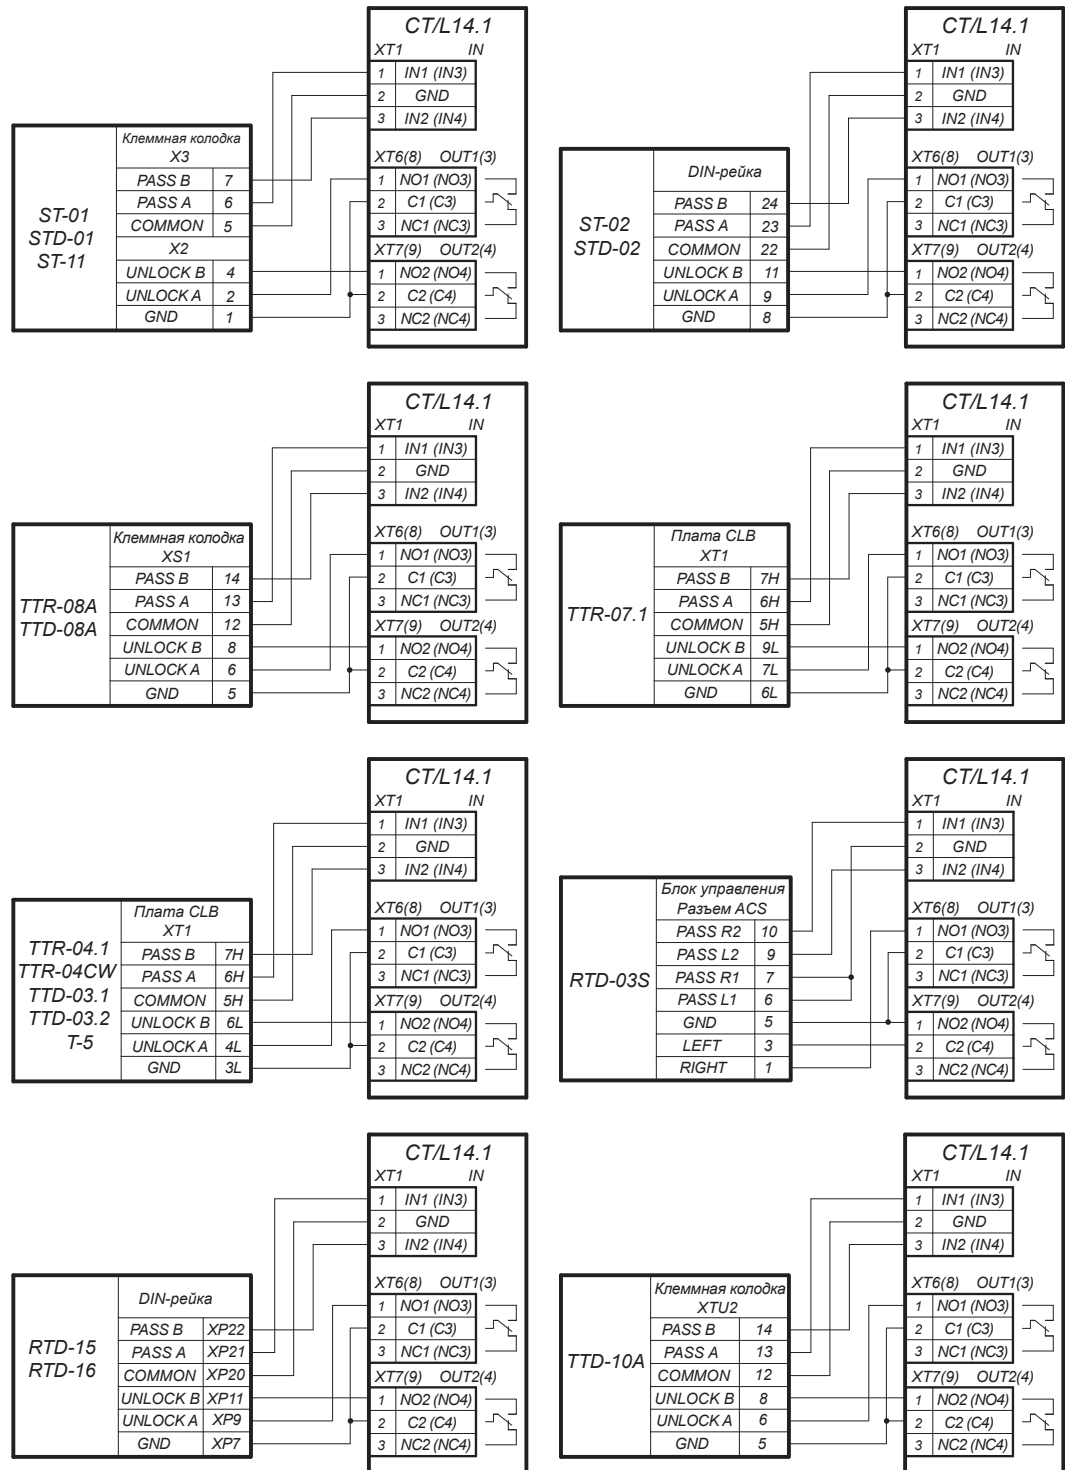 CT/L14.1
XT1 IN
1 IN1 (IN3)
2 GND
3 IN2 (IN4)
XT6(8) OUT1(3)
1 NO1 (NO3)
2 C1 (C3)
3 NC1 (NC3)
XT7(9) OUT2(4)
1 NO2 (NO4)
2 C2 (C4)
3 NC2 (NC4)
ST-01
STD-01
ST-11
Клеммная колодка
X3
PASS B 7
PASS A 6
COMMON 5
X2
UNLOCK B 4
UNLOCK A 2
GND 1
CT/L14.1
XT1 IN
1 IN1 (IN3)
2 GND
3 IN2 (IN4)
XT6(8) OUT1(3)
1 NO1 (NO3)
2 C1 (C3)
3 NC1 (NC3)
XT7(9) OUT2(4)
1 NO2 (NO4)
2 C2 (C4)
3 NC2 (NC4)
ST-02
STD-02
DIN-рейка
PASS B 24
PASS A 23
COMMON 22
UNLOCK B 11
UNLOCK A 9
GND 8
CT/L14.1
XT1 IN
1 IN1 (IN3)
2 GND
3 IN2 (IN4)
XT6(8) OUT1(3)
1 NO1 (NO3)
2 C1 (C3)
3 NC1 (NC3)
XT7(9) OUT2(4)
1 NO2 (NO4)
2 C2 (C4)
3 NC2 (NC4)
TTR-08A
TTD-08A
Клеммная колодка
XS1
PASS B 14
PASS A 13
COMMON 12
UNLOCK B 8
UNLOCK A 6
GND 5
CT/L14.1
XT1 IN
1 IN1 (IN3)
2 GND
3 IN2 (IN4)
XT6(8) OUT1(3)
1 NO1 (NO3)
2 C1 (C3)
3 NC1 (NC3)
XT7(9) OUT2(4)
1 NO2 (NO4)
2 C2 (C4)
3 NC2 (NC4)
TTR-07.1
Плата CLB
XT1
PASS B 7H
PASS A 6H
COMMON 5H
UNLOCK B 9L
UNLOCK A 7L
GND 6L
CT/L14.1
XT1 IN
1 IN1 (IN3)
2 GND
3 IN2 (IN4)
XT6(8) OUT1(3)
1 NO1 (NO3)
2 C1 (C3)
3 NC1 (NC3)
XT7(9) OUT2(4)
1 NO2 (NO4)
2 C2 (C4)
3 NC2 (NC4)
TTR-04.1
TTR-04CW
TTD-03.1
TTD-03.2
T-5
Плата CLB
XT1
PASS B 7H
PASS A 6H
COMMON 5H
UNLOCK B 6L
UNLOCK A 4L
GND 3L
CT/L14.1
XT1 IN
1 IN1 (IN3)
2 GND
3 IN2 (IN4)
XT6(8) OUT1(3)
1 NO1 (NO3)
2 C1 (C3)
3 NC1 (NC3)
XT7(9) OUT2(4)
1 NO2 (NO4)
2 C2 (C4)
3 NC2 (NC4)
RTD-03S
Блок управления
Разъем ACS
PASS R2 10
PASS L2 9
PASS R1 7
PASS L1 6
GND 5
LEFT 3
RIGHT 1
CT/L14.1
XT1 IN
1 IN1 (IN3)
2 GND
3 IN2 (IN4)
XT6(8) OUT1(3)
1 NO1 (NO3)
2 C1 (C3)
3 NC1 (NC3)
XT7(9) OUT2(4)
1 NO2 (NO4)
2 C2 (C4)
3 NC2 (NC4)
RTD-15
RTD-16
DIN-рейка
PASS B XP22
PASS A XP21
COMMON XP20
UNLOCK B XP11
UNLOCK A XP9
GND XP7
CT/L14.1
XT1 IN
1 IN1 (IN3)
2 GND
3 IN2 (IN4)
XT6(8) OUT1(3)
1 NO1 (NO3)
2 C1 (C3)
3 NC1 (NC3)
XT7(9) OUT2(4)
1 NO2 (NO4)
2 C2 (C4)
3 NC2 (NC4)
TTD-10A
Клеммная колодка
XTU2
PASS B 14
PASS A 13
COMMON 12
UNLOCK B 8
UNLOCK A 6
GND 5